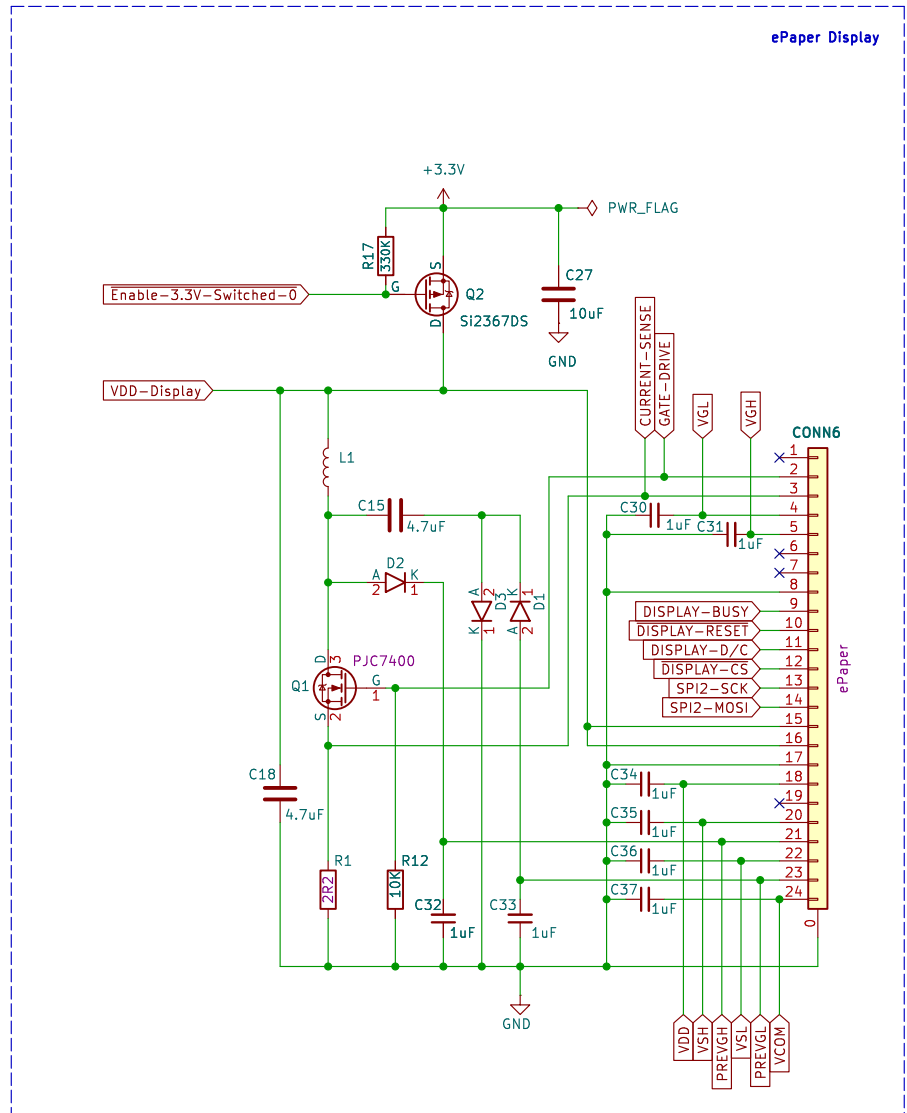 ePaper Display
+3.3V
PWR_FLAG
R17
330K
S
C27
Enable-3.3V-Switched-0
G
Q2
D
Si2367DS
10uF
GND
CURRENT-SENSE
GATE-DRIVE
VGL
VGH
VDD-Display
CONN6
L1
1
2
3
C15
4.7uF
C30
1uF
4
C31
1uF
5
6
7
8
D2
A
K
2
1
A
2
D3
K
1
K
1
D1
A
2
DISPLAY-BUSY
9
DISPLAY-RESET
10
DISPLAY-D/C
11
DISPLAY-CS
12
SPI2-SCK
13
SPI2-MOSI
14
ePaper
D
3
PJC7400
Q1
G
1
S
2
15
16
17
C18
4.7uF
C34
1uF
18
19
C35
1uF
20
21
C36
1uF
22
23
C37
1uF
24
0
R1
2R2
R12
10K
C32
1uF
C33
1uF
GND
VDD
VSH
PREVGH
VSL
PREVGL
VCOM